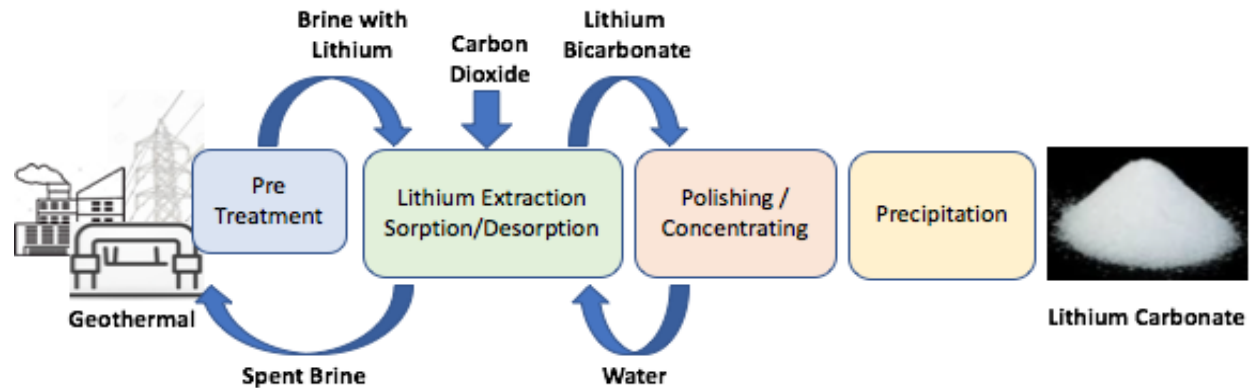 Brine with
Lithium
Carbon
Dioxide
Lithium
Bicarbonate
Pre
Treatment
Lithium Extraction
Sorption/Desorption
Polishing /
Concentrating
Precipitation
Geothermal
Lithium Carbonate
Spent Brine
Water